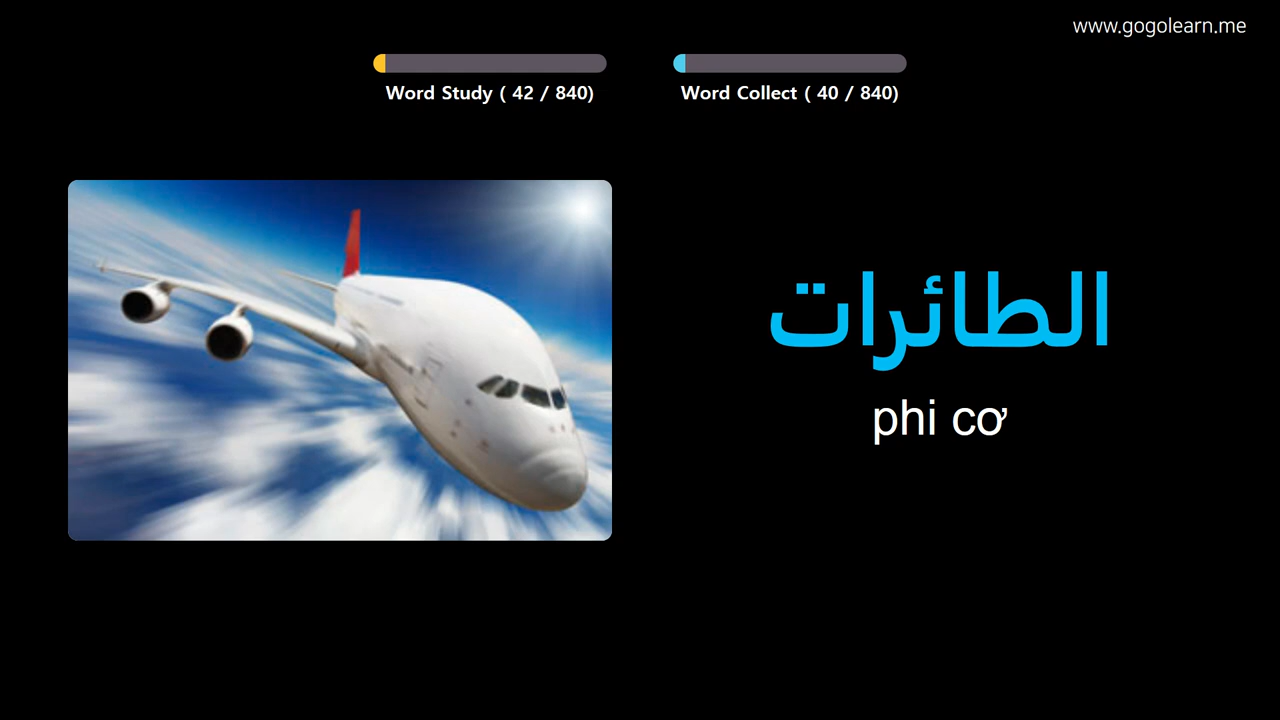 www.gogolearn.me
Word Study ( 42 / 840)
Word Collect ( 40 / 840)
الطائرات
phi cơ